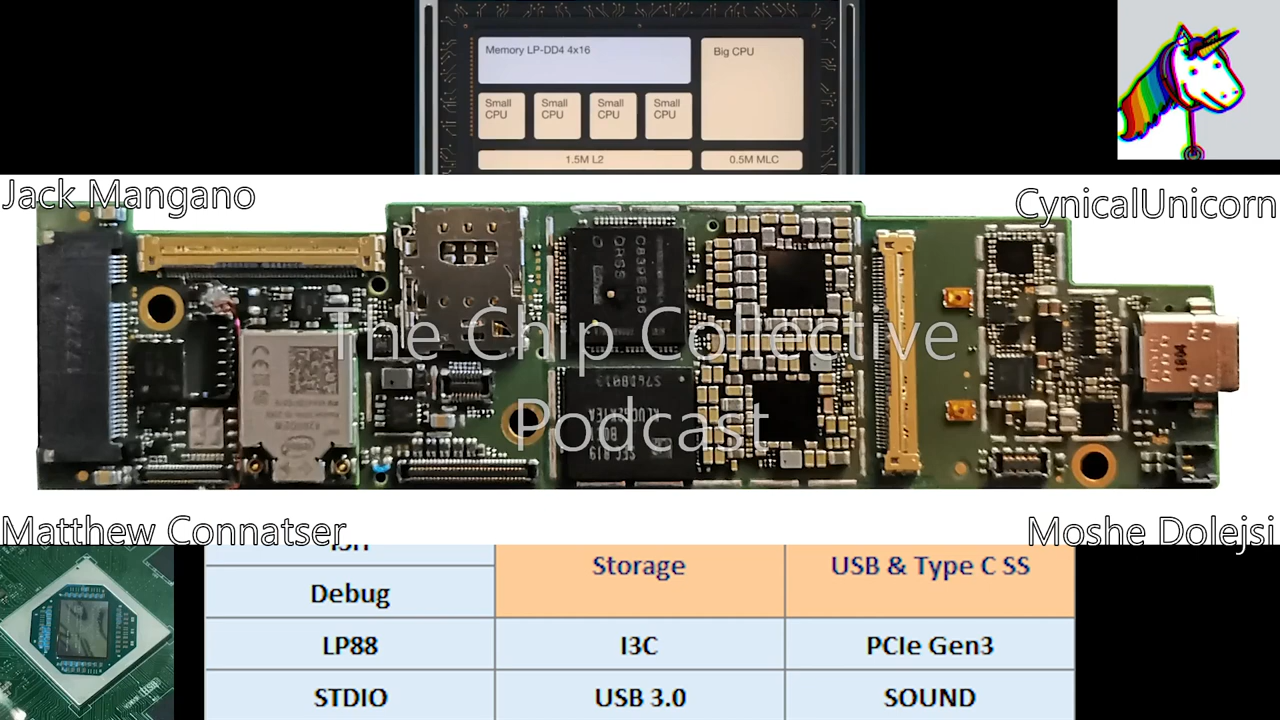 Memory LP-DD4 4x16
Big CPU
Small CPU
Small CPU
Small CPU
Small CPU
1.5M L2
0.5M MLC
Jack Mangano
CynicalUnicorn
The Chip Collective
Podcast
Matthew Connatser
Moshe Dolejsi
Storage
USB & Type C SS
Debug
LP88
I3C
PCIe Gen3
STDIO
USB 3.0
SOUND